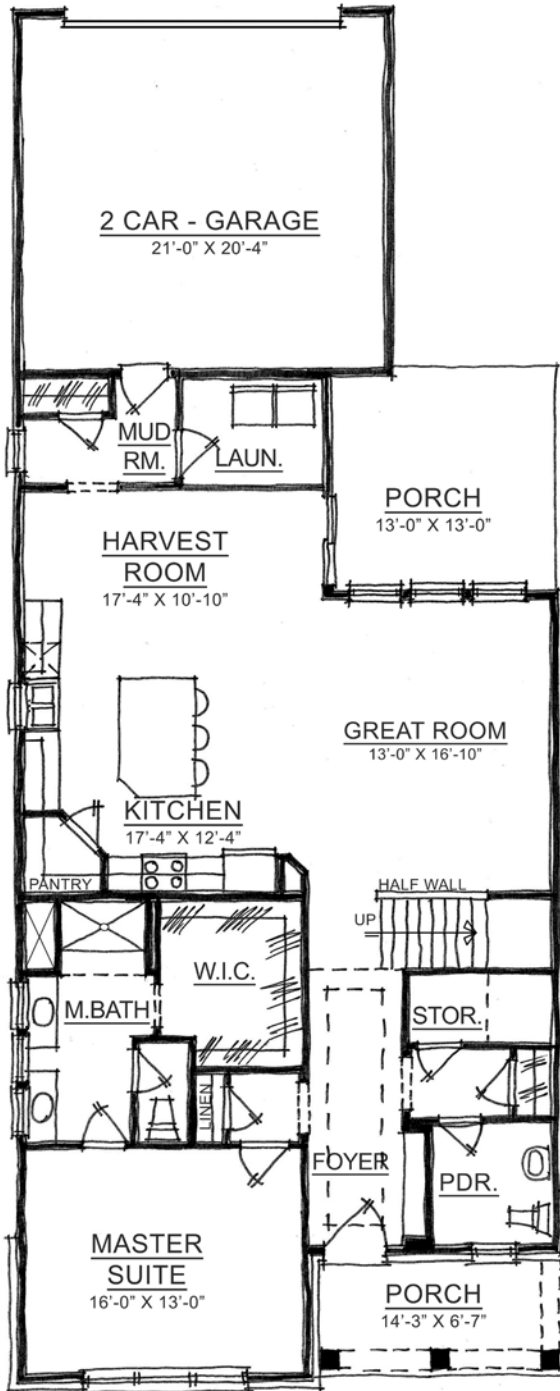 2 CAR - GARAGE
21'-0" X 20'-4"
MUD
RM.
LAUN.
PORCH
13'-0" X 13'-0"
HARVEST
ROOM
17'-4" X 10'-10"
GREAT ROOM
13'-0" X 16'-10"
KITCHEN
17'-4" X 12'-4"
PANTRY
HALF WALL
UP
W.I.C.
M.BATH
STOR.
LINEN
FOYER
PDR.
MASTER
SUITE
16'-0" X 13'-0"
PORCH
14'-3" X 6'-7"